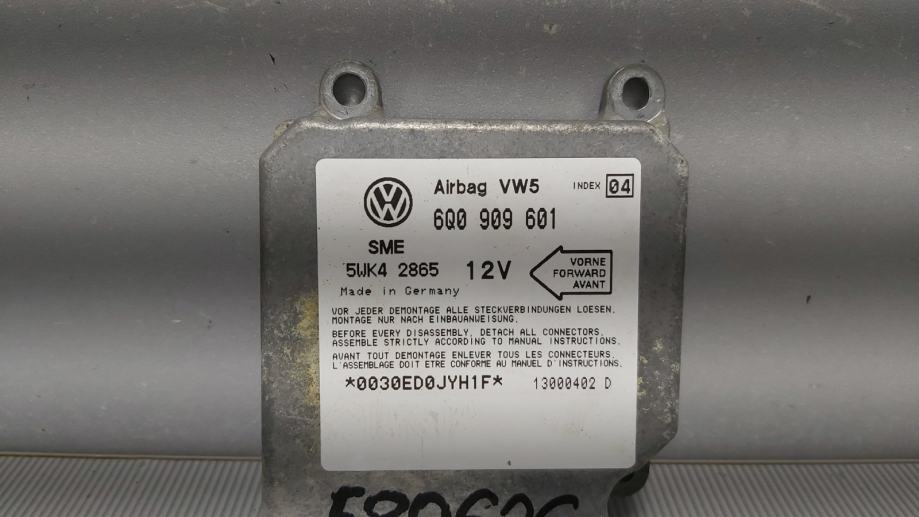 Airbag VW5 INDEX 04
6Q0 909 601
SME
5WK4 2865 12V
VORNE
FORWARD
AVANT
Made in Germany
VOR JEDER DEMONTAGE ALLE STECKVERBINDUNGEN LOESEN.
MONTAGE NUR NACH EINBAUANWEISUNG.
BEFORE EVERY DISASSEMBLY, DETACH ALL CONNECTORS.
ASSEMBLE STRICTLY ACCORDING TO MANUAL INSTRUCTIONS.
AVANT TOUT DEMONTAGE ENLEVER TOUS LES CONNECTEURS.
L'ASSEMBLAGE DOIT ETRE CONFORME AU MANUEL D'INSTRUCTIONS.
*0030ED0JYH1F* 13000402 D